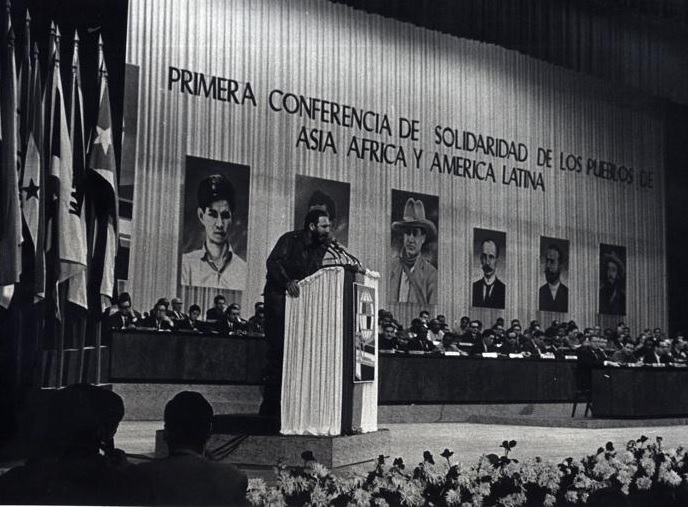 PRIMERA CONFERENCIA DE SOLIDARIDAD DE LOS PUEBLOS DE
ASIA AFRICA Y AMERICA LATINA